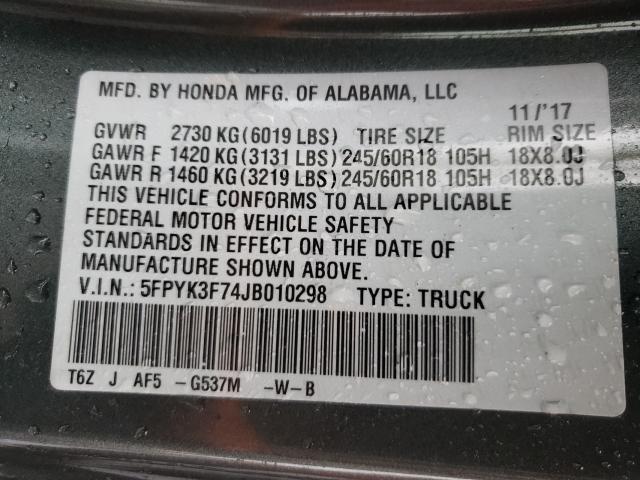 MFD. BY HONDA MFG. OF ALABAMA, LLC
11/'17
GVWR 2730 KG(6019 LBS) TIRE SIZE RIM SIZE
GAWR F 1420 KG(3131 LBS)245/60R18 105H 18X8.0J
GAWR R 1460 KG(3219 LBS)245/60R18 105H 18X8.0J
THIS VEHICLE CONFORMS TO ALL APPLICABLE
FEDERAL MOTOR VEHICLE SAFETY
STANDARDS IN EFFECT ON THE DATE OF
MANUFACTURE SHOWN ABOVE.
V.I.N.: 5FPYK3F74JB010298 TYPE: TRUCK
T6Z J AF5 -G537M -W-B